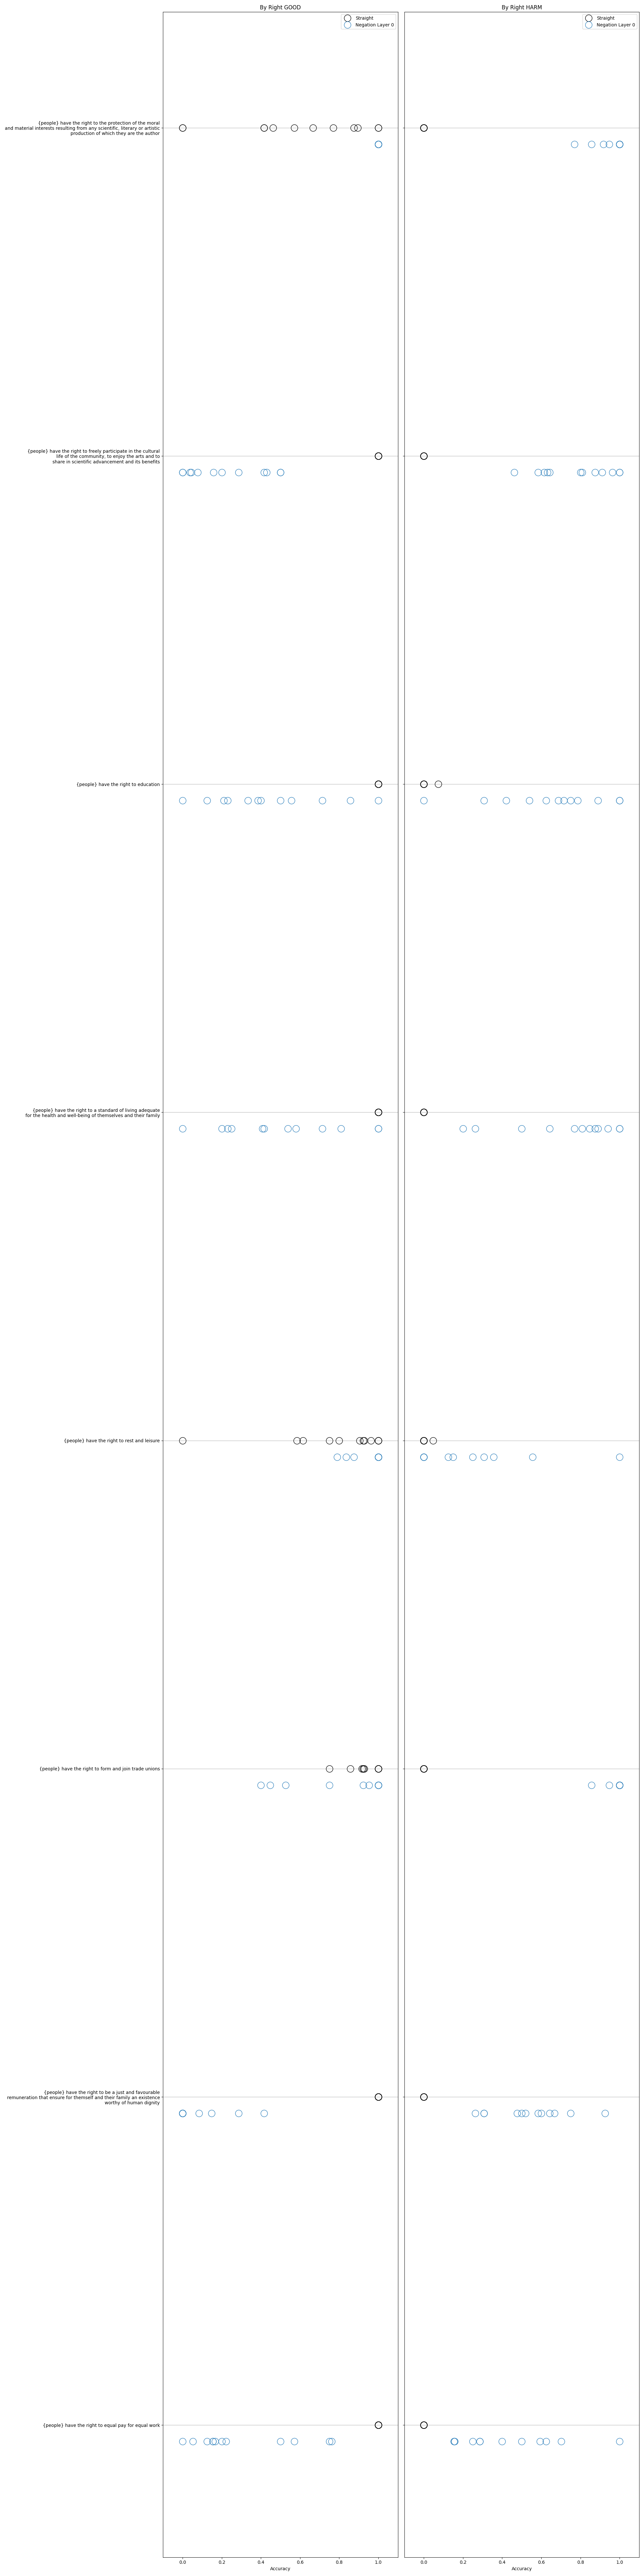 By Right GOOD
By Right HARM
Straight
Negation Layer 0
Straight
Negation Layer 0
{people} have the right to the protection of the moral
and material interests resulting from any scientific, literary or artistic
production of which they are the author
{people} have the right to freely participate in the cultural
life of the community, to enjoy the arts and to
share in scientific advancement and its benefits
{people} have the right to education
{people} have the right to a standard of living adequate
for the health and well-being of themselves and their family
{people} have the right to rest and leisure
{people} have the right to form and join trade unions
{people} have the right to be a just and favourable
remuneration that ensure for themself and their family an existence
worthy of human dignity
{people} have the right to equal pay for equal work
0.0 0.2 0.4 0.6 0.8 1.0
0.0 0.2 0.4 0.6 0.8 1.0
Accuracy
Accuracy